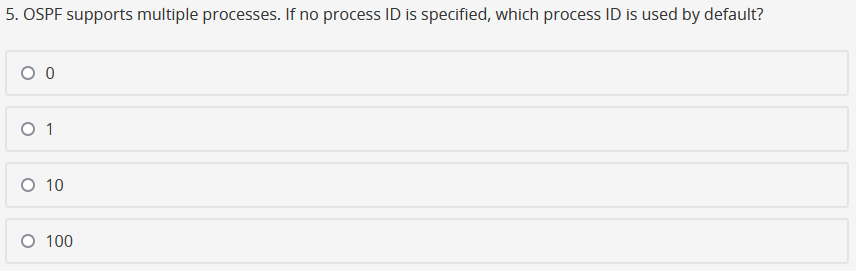 5. OSPF supports multiple processes. If no process ID is specified, which process ID is used by default?
0
1
10
100